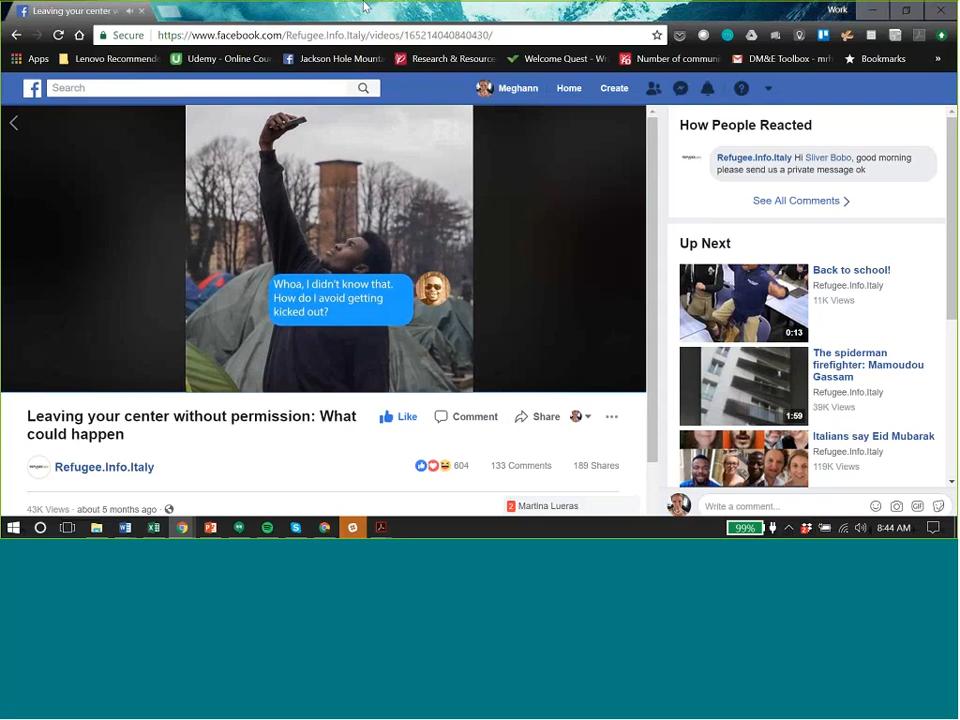 Leaving your center
Work
Secure
https://www.facebook.com/Refugee.Info.Italy/videos/165214040840430/
Apps
Lenovo Recommende
Udemy - Online Cou
Jackson Hole Mounta
Research & Resource
Welcome Quest - Wr
Number of commun
DM&E Toolbox - mrh
Bookmarks
»
Search
Meghann
Home
Create
Whoa, I didn't know that.
How do I avoid getting
kicked out?
Leaving your center without permission: What
could happen
Like
Comment
Share
Refugee.Info.Italy
604
133 Comments
189 Shares
43K Views · about 5 months ago
2 Martina Lueras
How People Reacted
Refugee.Info.Italy Hi Sliver Bobo, good morning
please send us a private message ok
See All Comments
Up Next
Back to school!
Refugee.Info.Italy
11K Views
0:13
The spiderman
firefighter: Mamoudou
Gassam
Refugee.Info.Italy
39K Views
1:59
Italians say Eid Mubarak
Refugee.Info.Italy
119K Views
Write a comment...
99%
8:44 AM